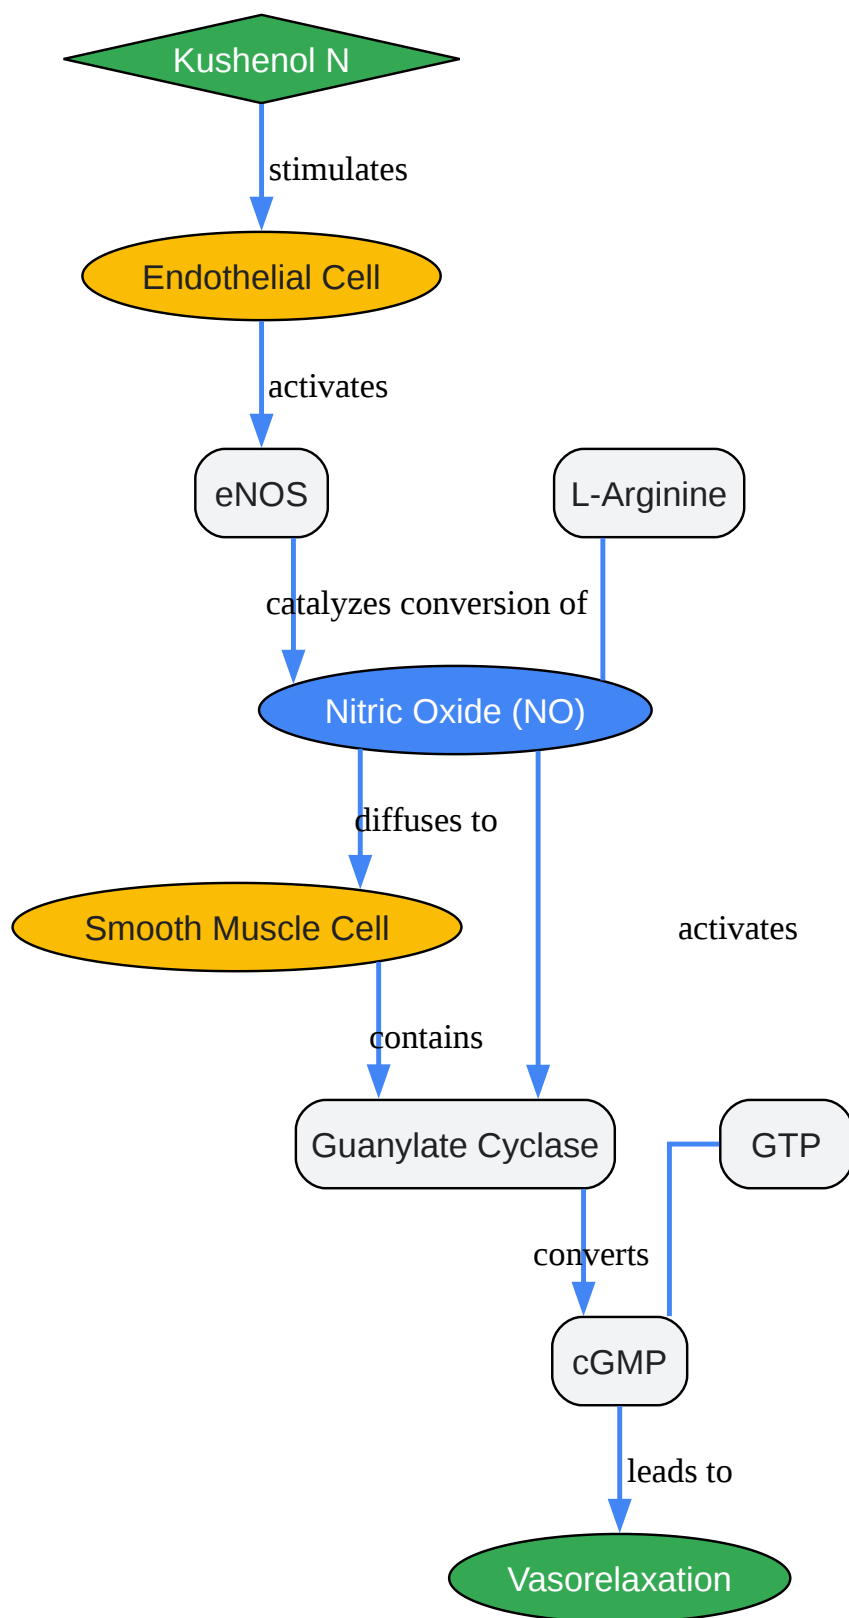 Kushenol N
stimulates
Endothelial Cell
activates
eNOS
L-Arginine
catalyzes conversion of
Nitric Oxide (NO)
diffuses to
Smooth Muscle Cell
activates
contains
Guanylate Cyclase
GTP
converts
cGMP
leads to
Vasorelaxation